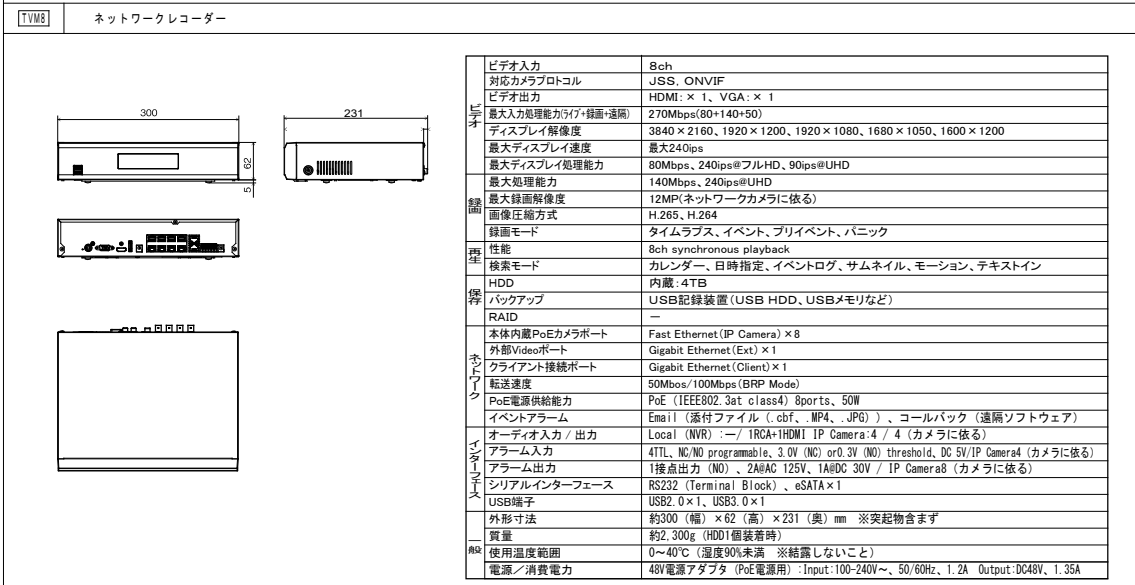 TVM8 ネットワークレコーダー
300
231
62
5
ビデオ
ビデオ入力 8ch
対応カメラプロトコル JSS, ONVIF
ビデオ出力 HDMI:× 1、VGA:× 1
最大入力処理能力(ライブ+録画+遠隔) 270Mbps(80+140+50)
ディスプレイ解像度 3840×2160、1920×1200、1920×1080、1680×1050、1600×1200
最大ディスプレイ速度 最大240ips
最大ディスプレイ処理能力 80Mbps、240ips@フルHD、90ips@UHD
録画
最大処理能力 140Mbps、240ips@UHD
最大録画解像度 12MP(ネットワークカメラに依る)
画像圧縮方式 H.265、H.264
録画モード タイムラプス、イベント、プリイベント、パニック
再生
性能 8ch synchronous playback
検索モード カレンダー、日時指定、イベントログ、サムネイル、モーション、テキストイン
保存
HDD 内蔵:4TB
バックアップ USB記録装置(USB HDD、USBメモリなど)
RAID ー
ネットワーク
本体内蔵PoEカメラポート Fast Ethernet(IP Camera)×8
外部Videoポート Gigabit Ethernet(Ext)×1
クライアント接続ポート Gigabit Ethernet(Client)×1
転送速度 50Mbos/100Mbps(BRP Mode)
PoE電源供給能力 PoE (IEEE802.3at class4) 8ports、50W
イベントアラーム Email (添付ファイル (.cbf、.MP4、.JPG) )、コールバック (遠隔ソフトウェア)
インターフェース
オーディオ入力 / 出力 Local (NVR) :ー/ 1RCA+1HDMI IP Camera:4 / 4 (カメラに依る)
アラーム入力 4TTL、NC/NO programmable、3.0V (NC) or0.3V (NO) threshold、DC 5V/IP Camera4 (カメラに依る)
アラーム出力 1接点出力 (NO) 、2A@AC 125V、1A@DC 30V / IP Camera8 (カメラに依る)
シリアルインターフェース RS232 (Terminal Block) 、eSATA×1
USB端子 USB2.0×1、USB3.0×1
一般
外形寸法 約300 (幅) ×62 (高) ×231 (奥) mm ※突起物含まず
質量 約2,300g (HDD1個装着時)
使用温度範囲 0~40℃ (湿度90%未満 ※結露しないこと)
電源/消費電力 48V電源アダプタ (PoE電源用) :Input:100-240V~、50/60Hz、1.2A Output:DC48V、1.35A